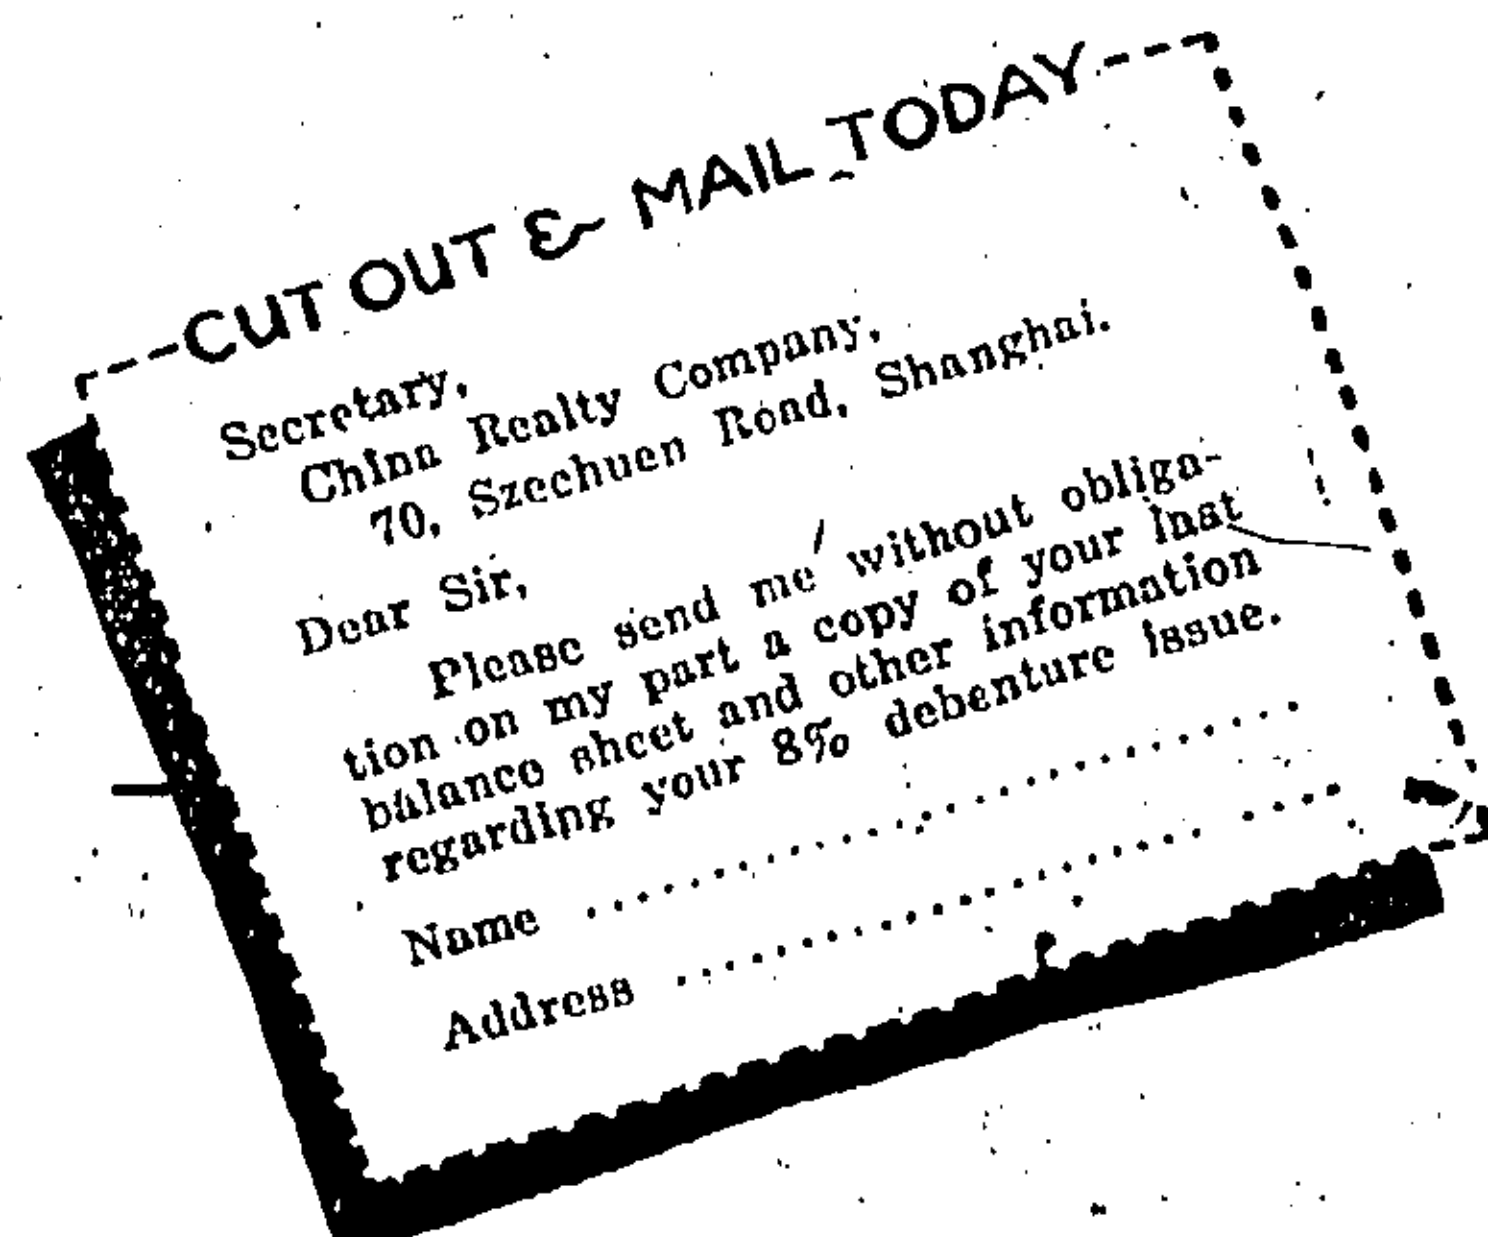 CUT OUT & MAIL TODAY
Secretary,
China Realty Company,
70, Szechuen Road, Shanghai.
Dear Sir,
Please send me without obliga-
tion on my part a copy of your last
balance sheet and other information
regarding your 8% debenture issue.
Name ..............................
Address ..............................